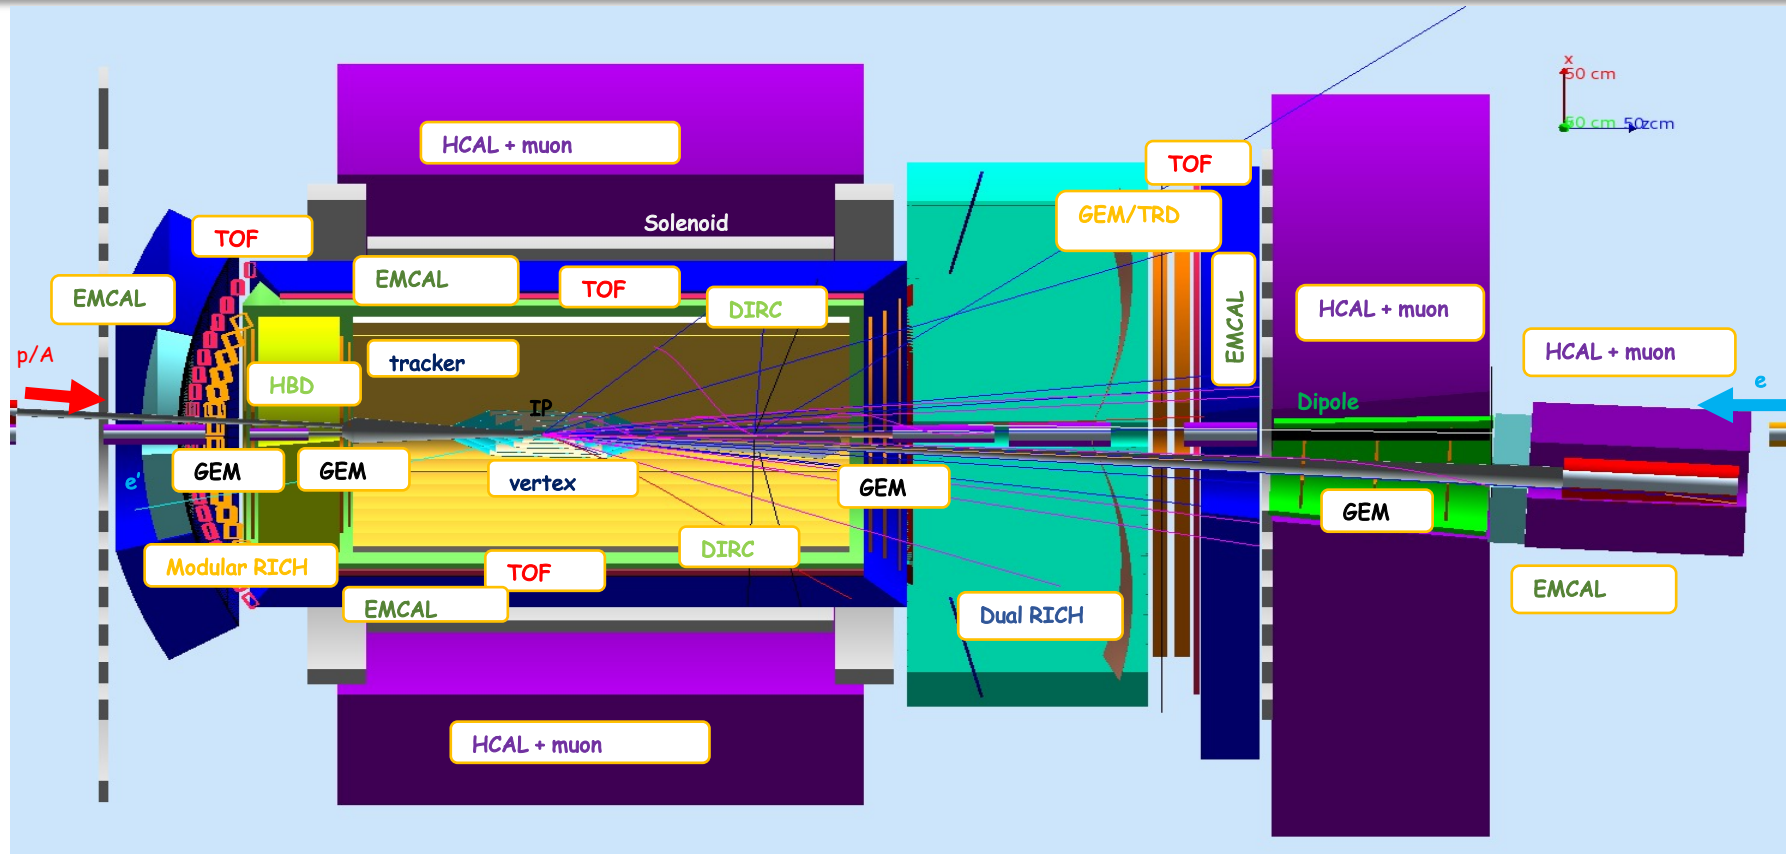 x
50 cm
50 cm
50
z
cm
HCAL + muon
TOF
GEM/TRD
Solenoid
TOF
EMCAL
EMCAL
TOF
DIRC
EMCAL
HCAL + muon
HCAL + muon
p/A
tracker
HBD
IP
Dipole
e
GEM
GEM
e'
vertex
GEM
GEM
DIRC
Modular RICH
TOF
EMCAL
EMCAL
Dual RICH
HCAL + muon